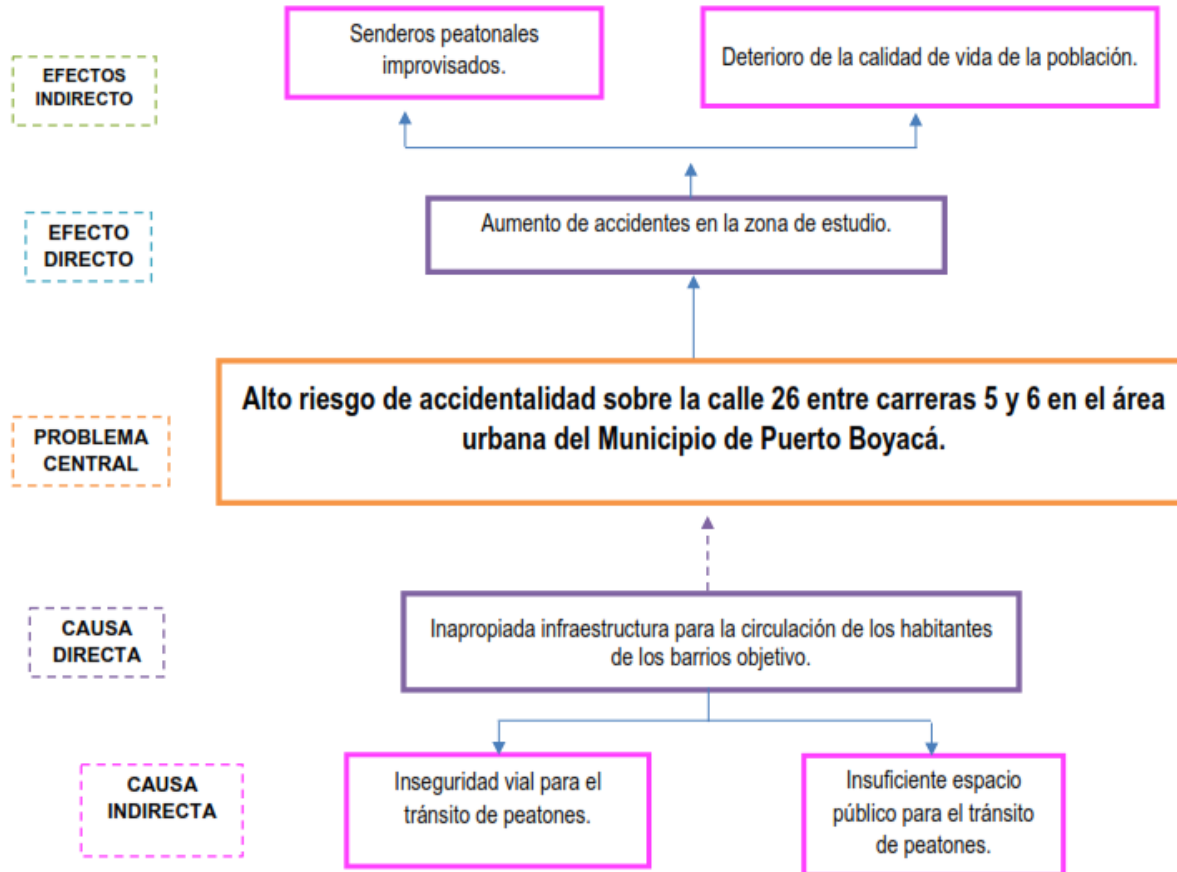 Senderos peatonales
improvisados.
Deterioro de la calidad de vida de la población.
EFECTOS
INDIRECTO
EFECTO
DIRECTO
Aumento de accidentes en la zona de estudio.
PROBLEMA
CENTRAL
Alto riesgo de accidentalidad sobre la calle 26 entre carreras 5 y 6 en el área
urbana del Municipio de Puerto Boyacá.
CAUSA
DIRECTA
Inapropiada infraestructura para la circulación de los habitantes
de los barrios objetivo.
CAUSA
INDIRECTA
Inseguridad vial para el
tránsito de peatones.
Insuficiente espacio
público para el tránsito
de peatones.